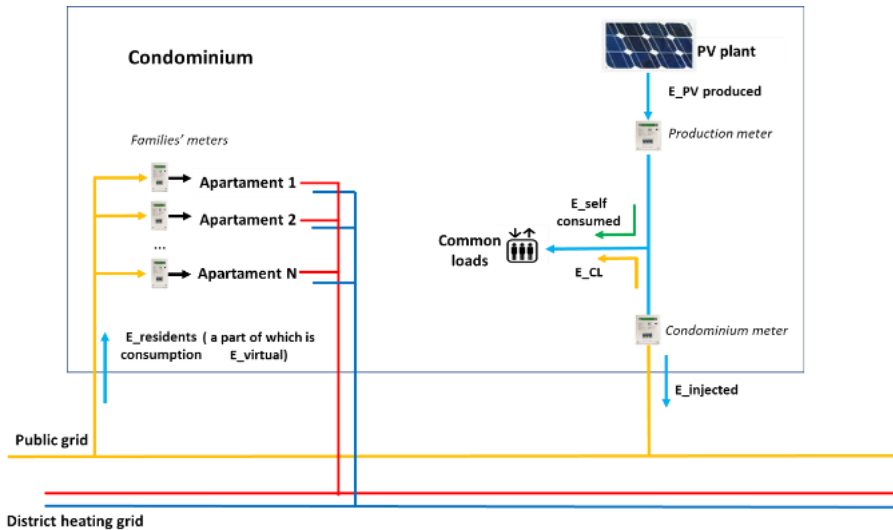 Condominium
PV plant
E_PV produced
Production meter
Families' meters
Apartament 1
Apartament 2
...
Apartament N
E_self
consumed
Common
loads
E_CL
Condominium meter
E_residents ( a part of which is
consumption E_virtual)
E_injected
Public grid
District heating grid